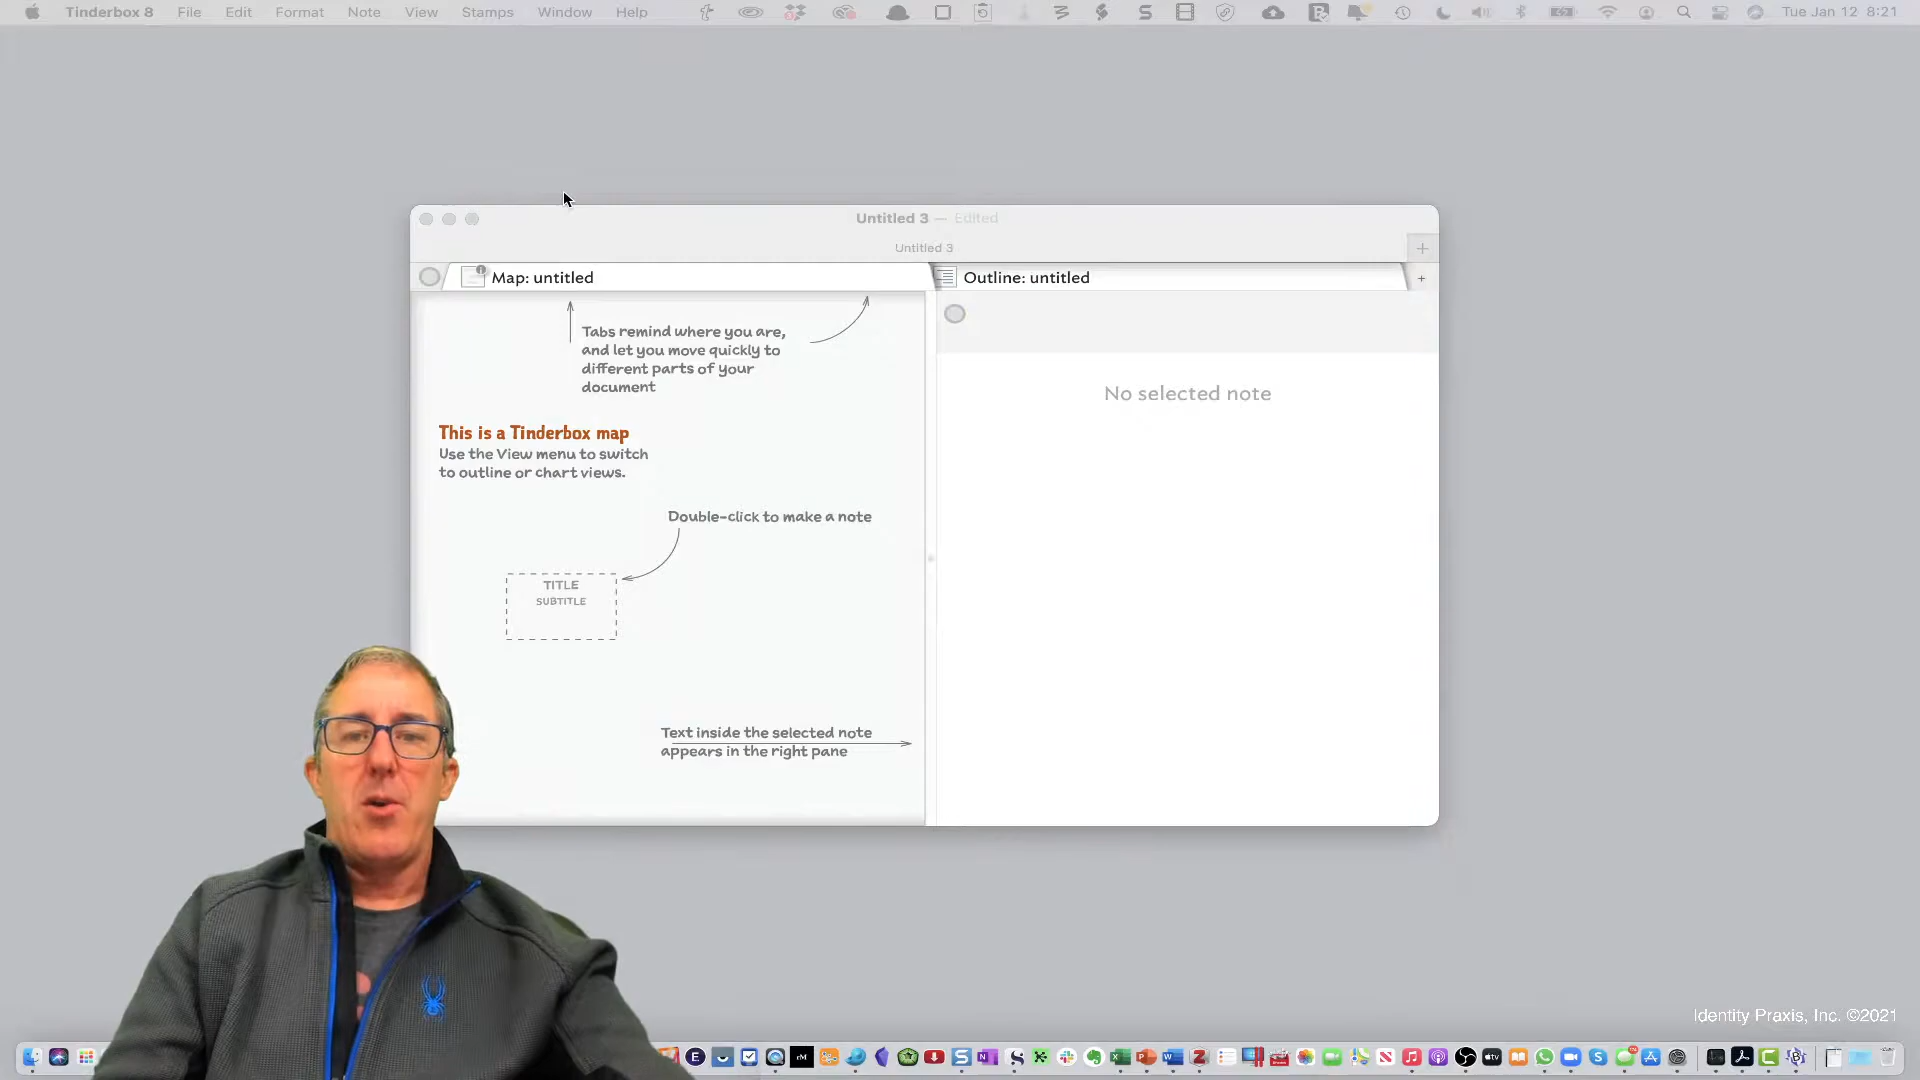 Tinderbox 8 File Edit Format Note View Stamps Window Help Tue Jan 12 8:21
Untitled 3 — Edited
Untitled 3
Map: untitled
Outline: untitled
Tabs remind where you are,
and let you move quickly to
different parts of your
document
No selected note
This is a Tinderbox map
Use the View menu to switch
to outline or chart views.
Double-click to make a note
TITLE
SUBTITLE
Text inside the selected note
appears in the right pane
Identity Praxis, Inc. ©2021